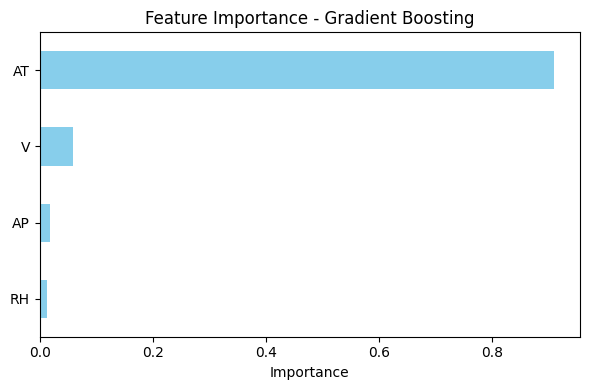 Feature Importance - Gradient Boosting
AT
V
AP
RH
0.0 0.2 0.4 0.6 0.8
Importance